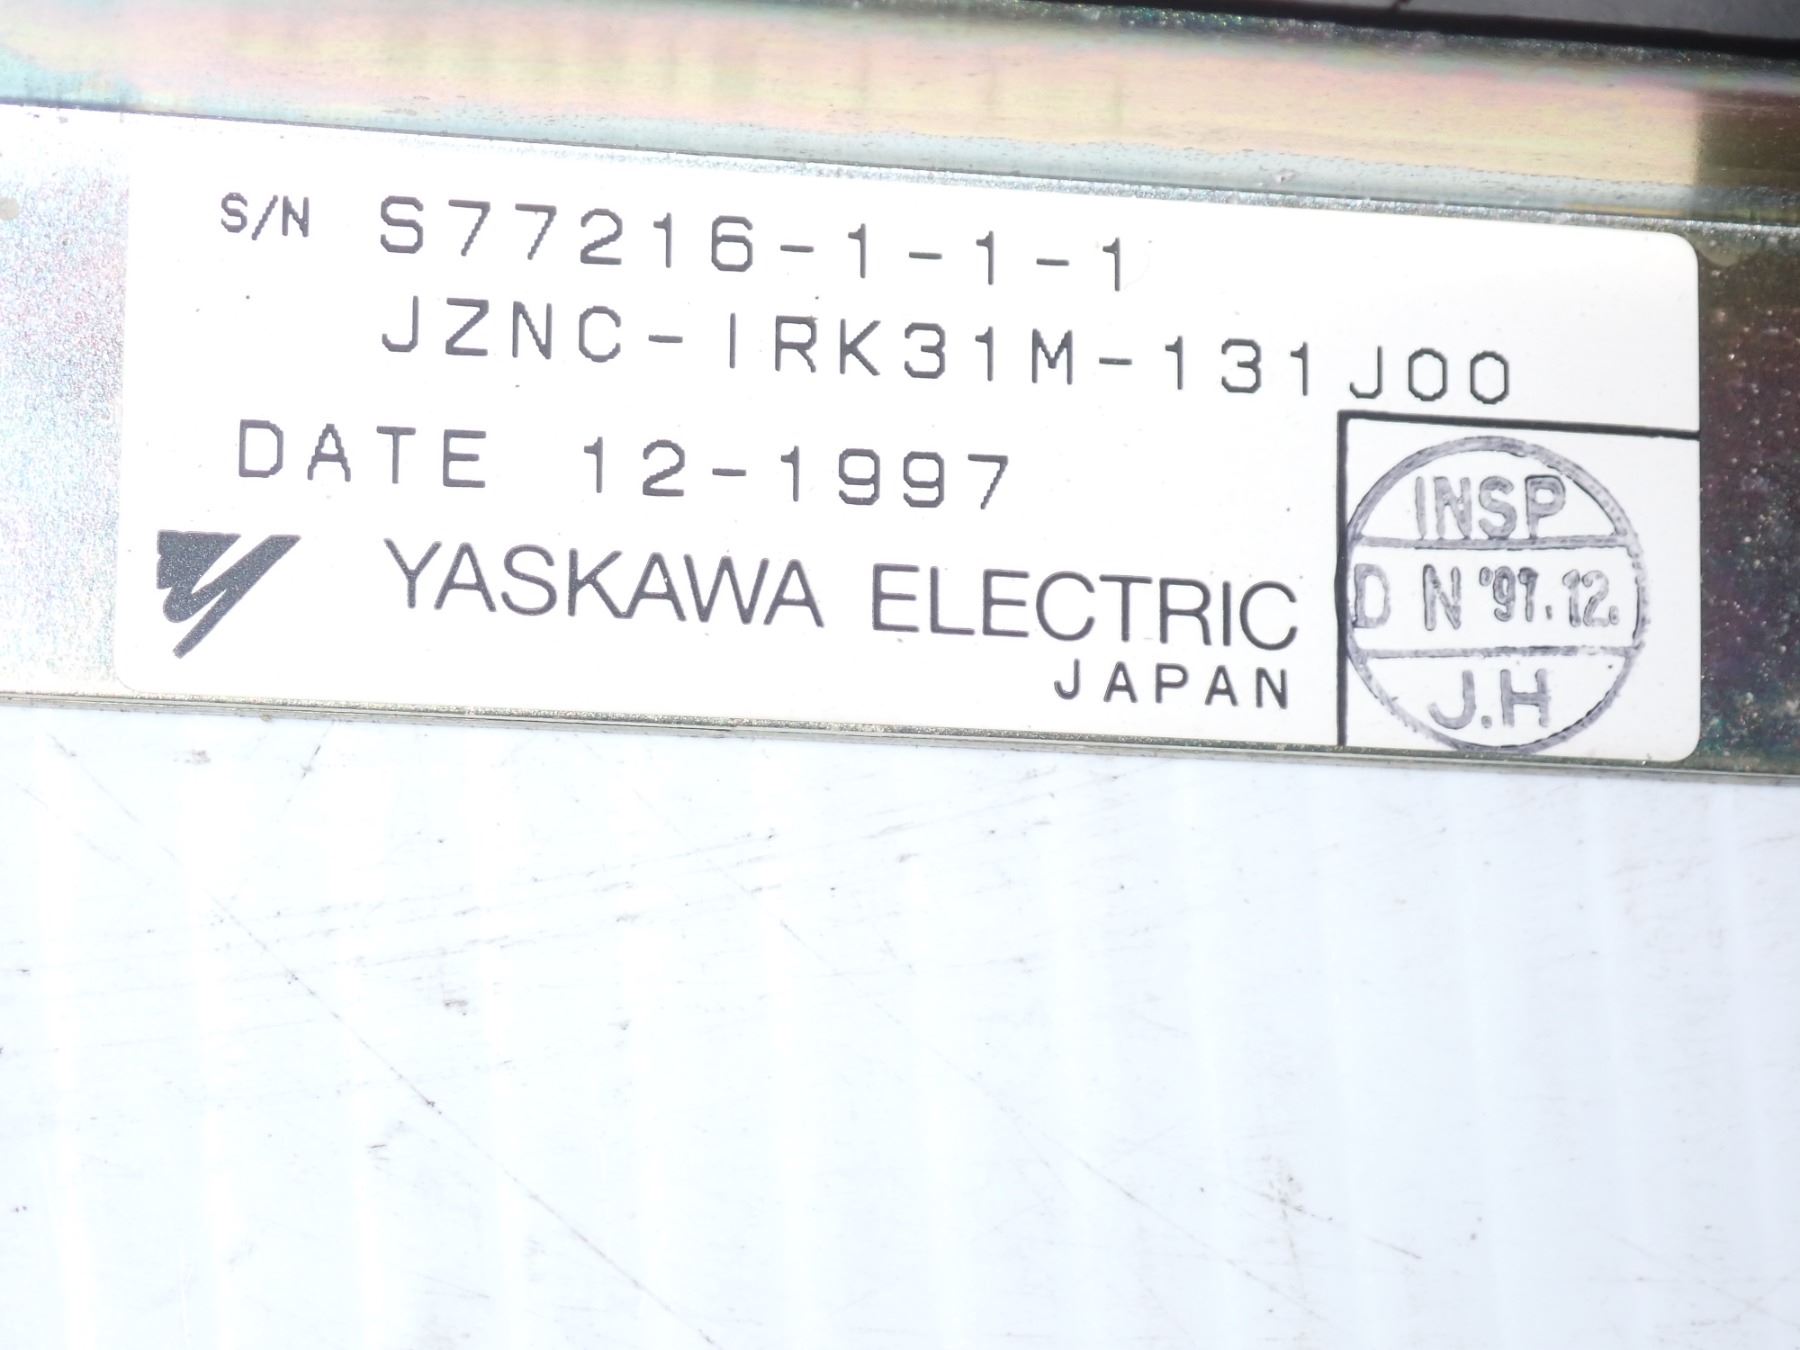 S/N S77216-1-1-1
JZNC-IRK31M-131J00
DATE 12-1997
YASKAWA ELECTRIC
JAPAN
INSP
D N '97.12.
J.H